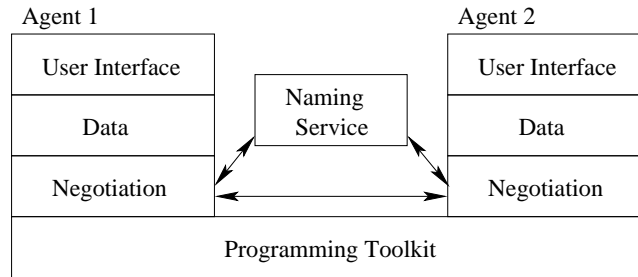 Agent 1
User Interface
Data
Negotiation
Naming
Service
Agent 2
User Interface
Data
Negotiation
Programming Toolkit